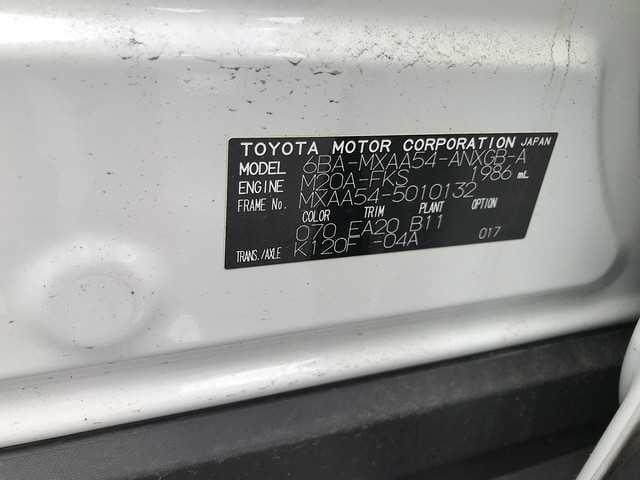 TOYOTA MOTOR CORPORATION JAPAN
MODEL 6BA-MXAA54-ANXGB-A
ENGINE M20A-FKS 1986 mL
FRAME No. MXAA54-5010132
COLOR TRIM PLANT OPTION
070 EA20 B11
TRANS./AXLE K120F -04A 017